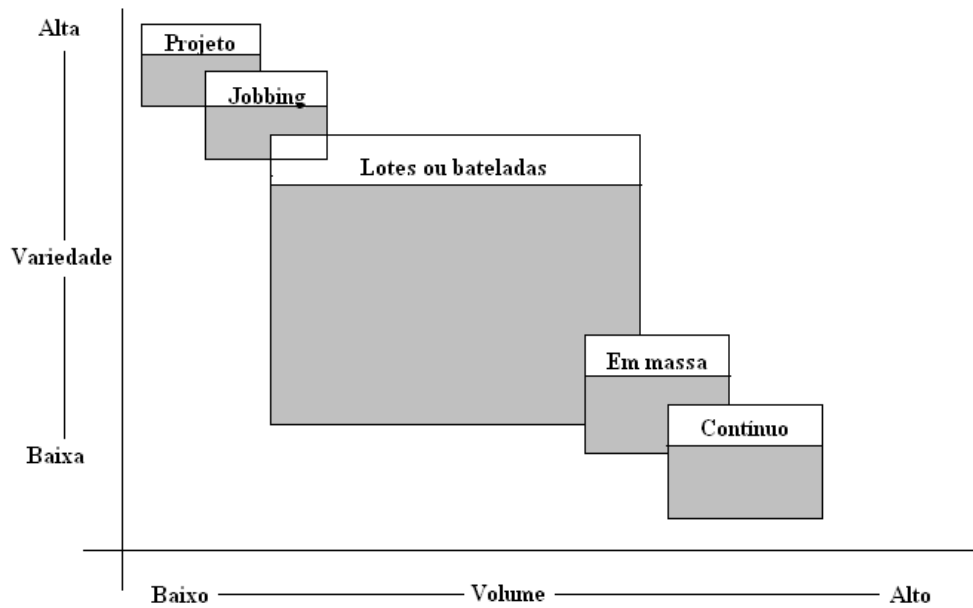 Alta
Projeto
Jobbing
Lotes ou bateladas
Variedade
Em massa
Contínuo
Baixa
Baixo
Volume
Alto